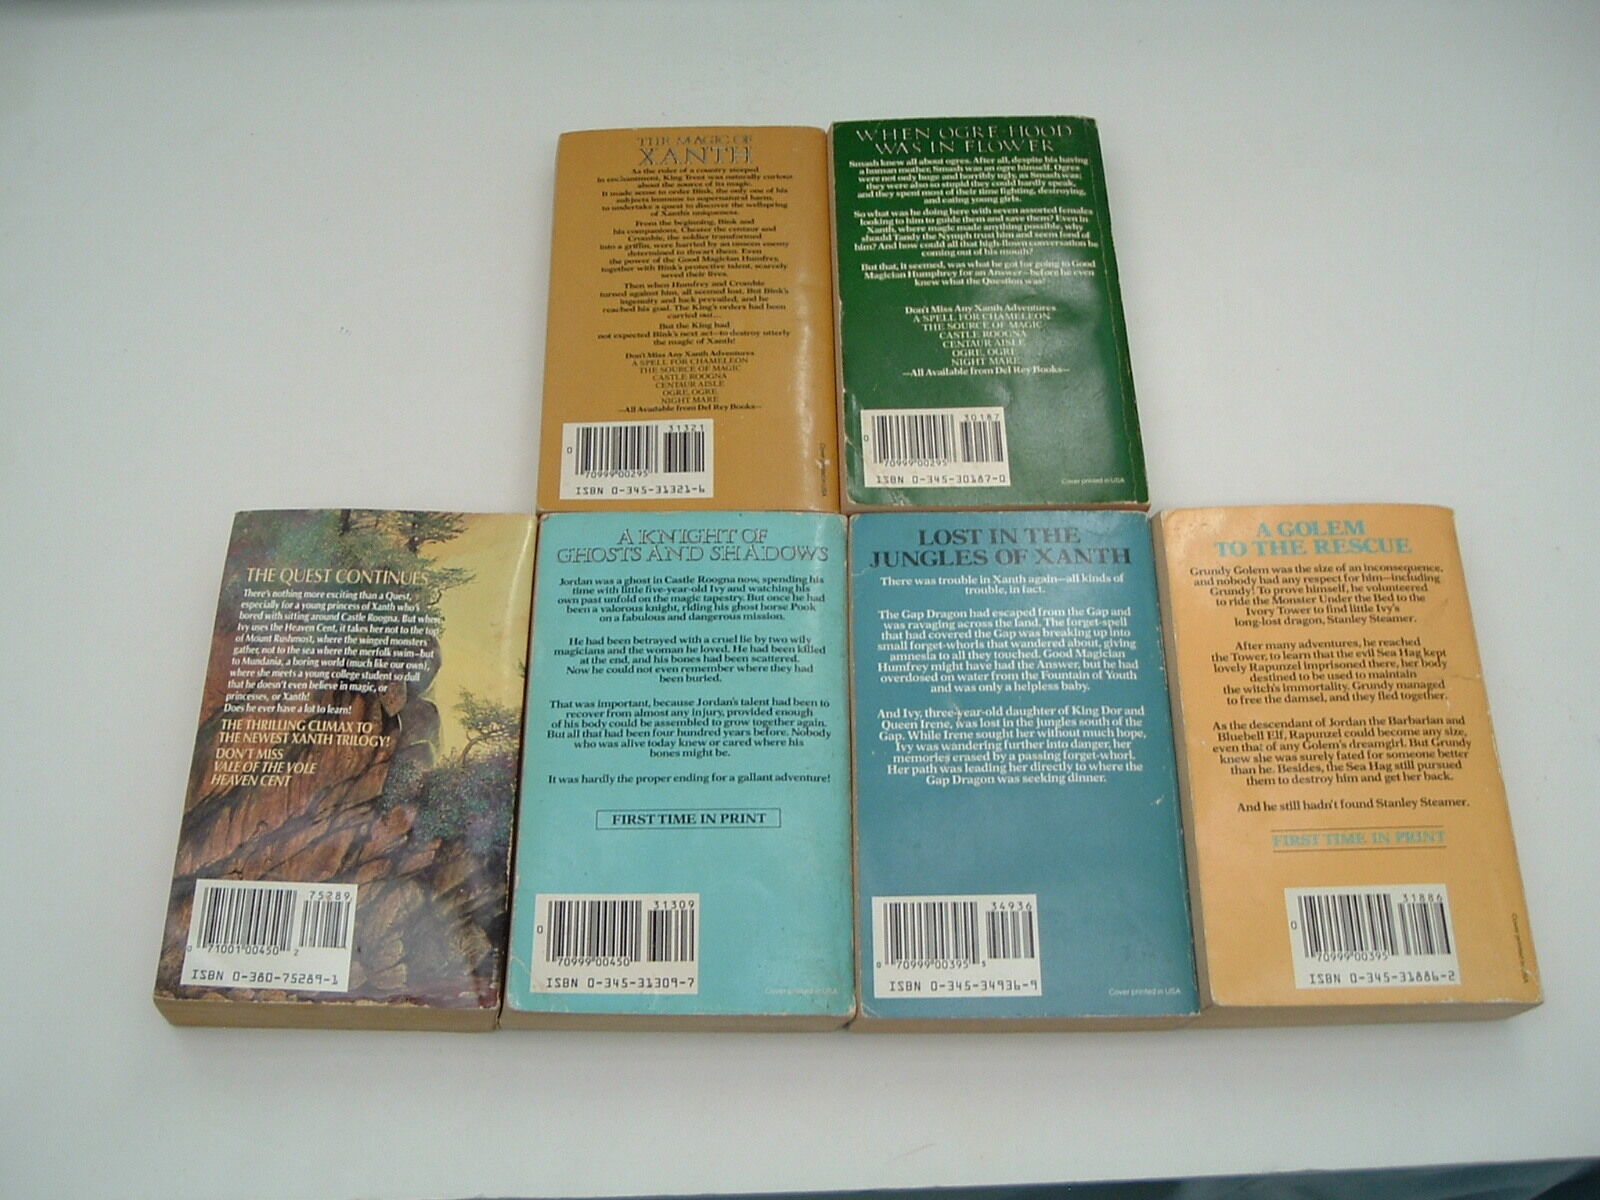 THE MAGIC OF
XANTH
As the ruler of a country steeped
in enchantment, King Trent was naturally curious
about the source of its magic.
It made sense to order Bink, the only one of his
subjects immune to supernatural harm,
to undertake a quest to discover the wellspring
of Xanth's uniqueness.
From the beginning, Bink and
his companions, Chester the centaur and
Crombie, the soldier transformed
into a griffin, were harried by an unseen enemy
determined to thwart them. Even
the power of the Good Magician Humfrey,
together with Bink's protective talent, scarcely
saved their lives.
Then when Humfrey and Crombie
turned against him, all seemed lost. But Bink's
ingenuity and luck prevailed, and he
reached his goal. The King's orders had been
carried out...
But the King had
not expected Bink's next act—to destroy utterly
the magic of Xanth!
Don't Miss Any Xanth Adventures
A SPELL FOR CHAMELEON
THE SOURCE OF MAGIC
CASTLE ROOGNA
CENTAUR AISLE
OGRE, OGRE
NIGHT MARE
—All Available from Del Rey Books—
31321
0
70999 00295
ISBN 0-345-31321-6
WHEN OGRE-HOOD
WAS IN FLOWER
Smash knew all about ogres. After all, despite his having
a human mother, Smash was an ogre himself. Ogres
were not only huge and horribly ugly, as Smash was;
they were also so stupid they could hardly speak,
and they spent most of their time fighting, destroying,
and eating young girls.
So what was he doing here with seven assorted females
looking to him to guide them and save them? Even in
Xanth, where magic made anything possible, why
should Tandy the Nymph trust him and seem fond of
him? And how could all that high-flown conversation be
coming out of his mouth?
But that, it seemed, was what he got for going to Good
Magician Humphrey for an Answer—before he even
knew what the Question was!
Don't Miss Any Xanth Adventures
A SPELL FOR CHAMELEON
THE SOURCE OF MAGIC
CASTLE ROOGNA
CENTAUR AISLE
OGRE, OGRE
NIGHT MARE
—All Available from Del Rey Books—
30187
0
70999 00295
ISBN 0-345-30187-0
Cover printed in USA
THE QUEST CONTINUES
There's nothing more exciting than a Quest,
especially for a young princess of Xanth who's
bored with sitting around Castle Roogna. But when
Ivy uses the Heaven Cent, it takes her not to the top
of Mount Rushmost, where the winged monsters
gather, not to the sea where the merfolk swim—but
to Mundania, a boring world (much like our own),
where she meets a young college student so dull
that he doesn't even believe in magic, or
princesses, or Xanth!
Does he ever have a lot to learn!
THE THRILLING CLIMAX TO
THE NEWEST XANTH TRILOGY!
DON'T MISS
VALE OF THE VOLE
HEAVEN CENT
75289
0
71001 00450 2
ISBN 0-380-75289-1
A KNIGHT OF
GHOSTS AND SHADOWS
Jordan was a ghost in Castle Roogna now, spending his
time with little five-year-old Ivy and watching his
own past unfold on the magic tapestry. But once he had
been a valorous knight, riding his ghost horse Pook
on a fabulous and dangerous mission.
He had been betrayed with a cruel lie by two wily
magicians and the woman he loved. He had been killed
at the end, and his bones had been scattered.
Now he could not even remember where they had
been buried.
That was important, because Jordan's talent had been to
recover from almost any injury, provided enough
of his body could be assembled to grow together again.
But all that had been four hundred years before. Nobody
who was alive today knew or cared where his
bones might be.
It was hardly the proper ending for a gallant adventure!
FIRST TIME IN PRINT
31309
0
70999 00450
ISBN 0-345-31309-7
Cover printed in USA
LOST IN THE
JUNGLES OF XANTH
There was trouble in Xanth again—all kinds of
trouble, in fact.
The Gap Dragon had escaped from the Gap and
was ravaging across the land. The forget-spell
that had covered the Gap was breaking up into
small forget-whorls that wandered about, giving
amnesia to all they touched. Good Magician
Humfrey might have had the Answer, but he had
overdosed on water from the Fountain of Youth
and was only a helpless baby.
And Ivy, three-year-old daughter of King Dor and
Queen Irene, was lost in the jungles south of the
Gap. While Irene sought her without much hope,
Ivy was wandering further into danger, her
memories erased by a passing forget-whorl.
Her path was leading her directly to where the
Gap Dragon was seeking dinner.
34936
0
70999 00395 5
ISBN 0-345-34936-9
Cover printed in USA
A GOLEM
TO THE RESCUE
Grundy Golem was the size of an inconsequence,
and nobody had any respect for him—including
Grundy! To prove himself, he volunteered
to ride the Monster Under the Bed to the
Ivory Tower to find little Ivy's
long-lost dragon, Stanley Steamer.
After many adventures, he reached
the Tower, to learn that the evil Sea Hag kept
lovely Rapunzel imprisoned there, her body
destined to be used to maintain
the witch's immortality. Grundy managed
to free the damsel, and they fled together.
As the descendant of Jordan the Barbarian and
Bluebell Elf, Rapunzel could become any size,
even that of any Golem's dreamgirl. But Grundy
knew she was surely fated for someone better
than he. Besides, the Sea Hag still pursued
them to destroy him and get her back.
And he still hadn't found Stanley Steamer.
FIRST TIME IN PRINT
31886
0
70999 00395
ISBN 0-345-31886-2